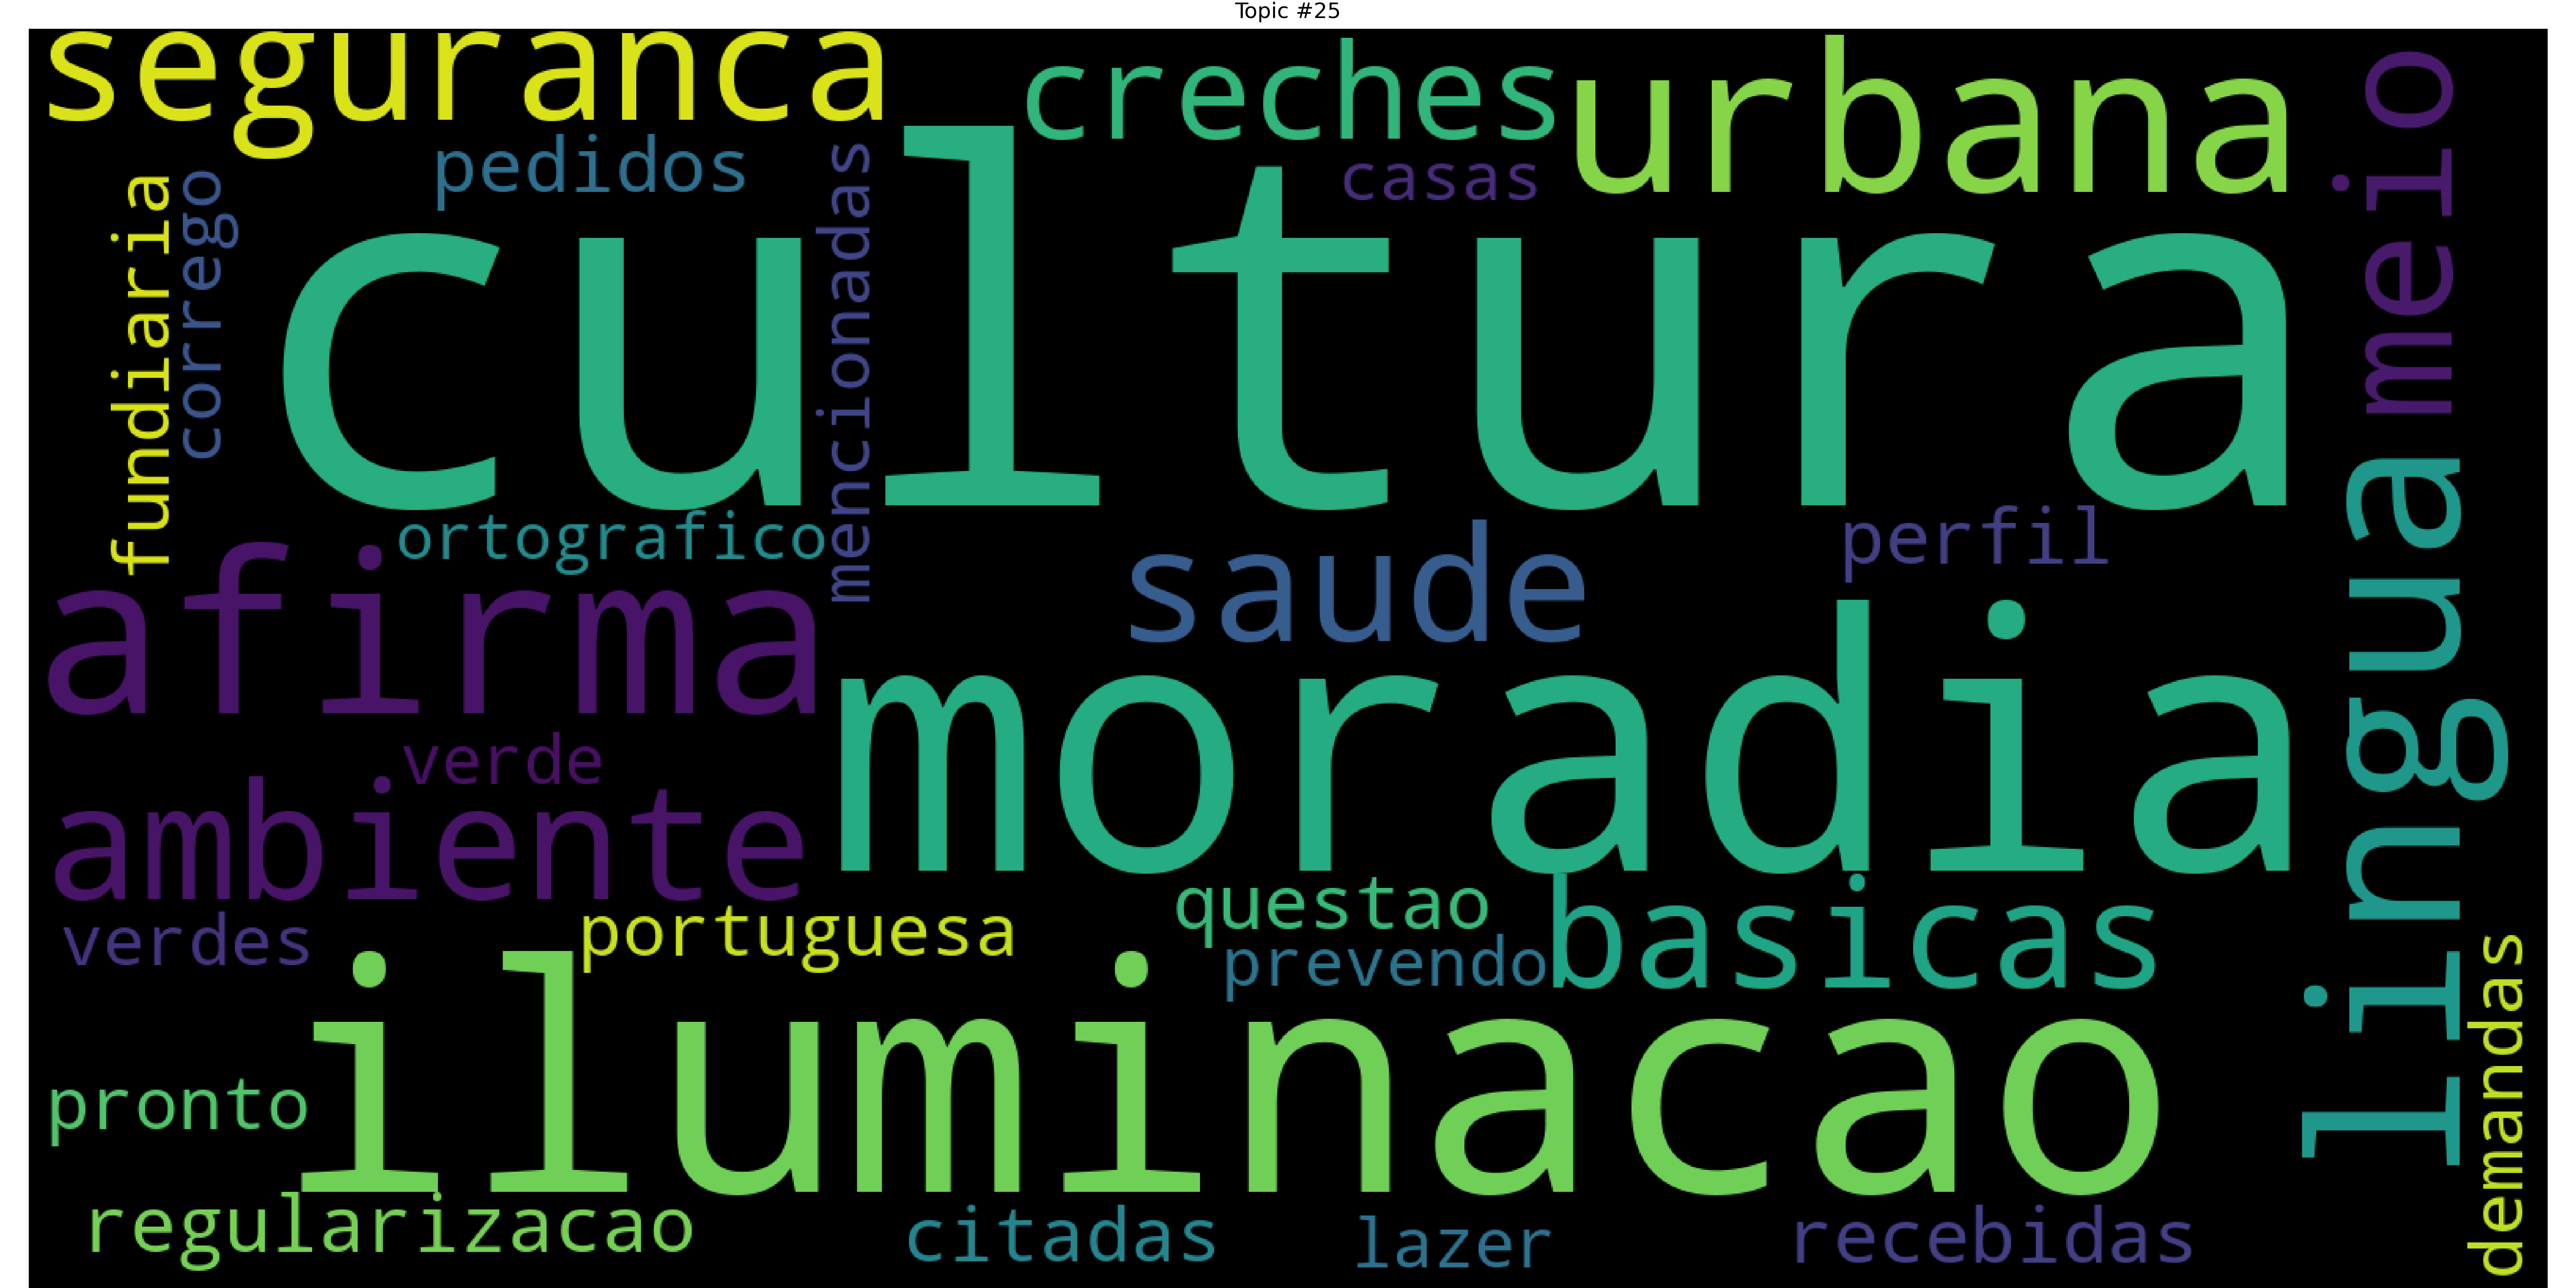 Topic #25
seguranca
creches
urbana
meio
pedidos
casas
mencionadas
fundiaria
corrego
cultura
ortografico
saude
perfil
lingua
afirma
moradia
verde
ambiente
questao
basicas
verdes
portuguesa
prevendo
iluminacao
demandas
pronto
regularizacao
citadas
lazer
recebidas